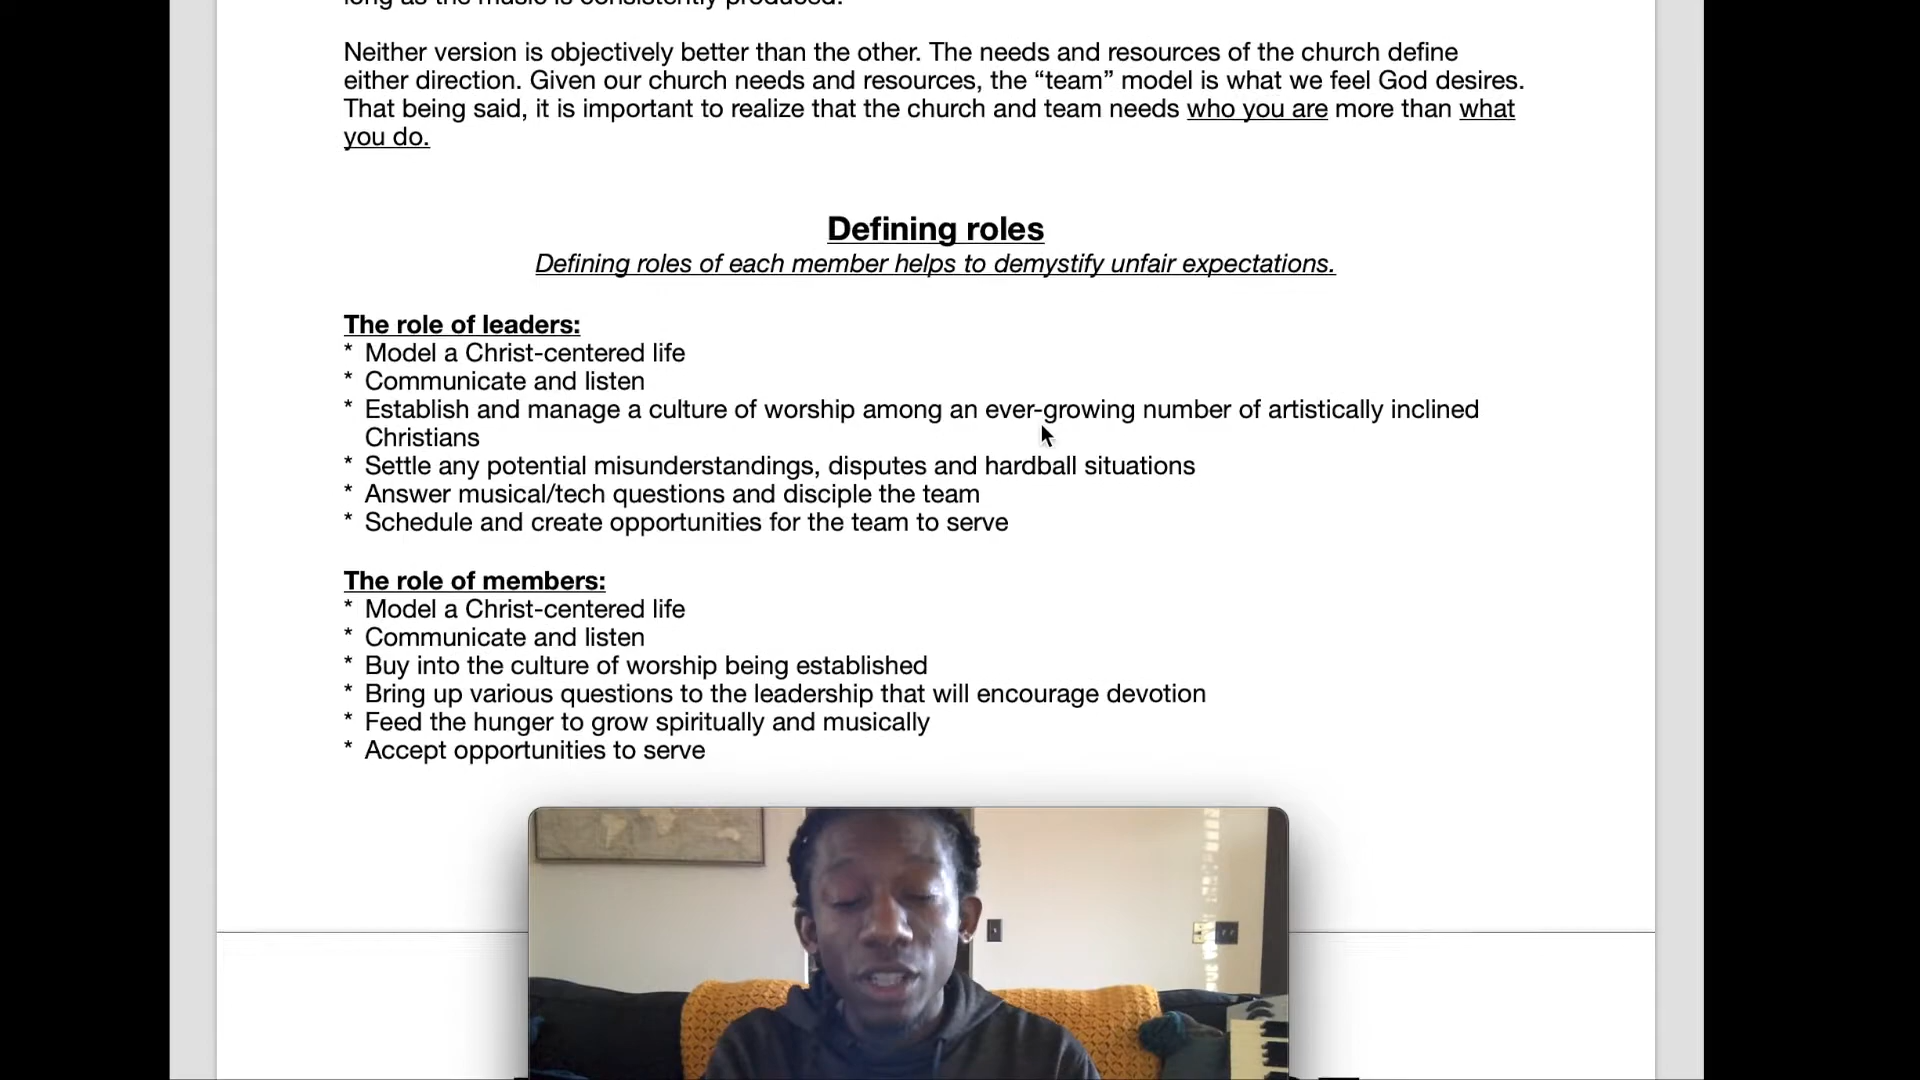 long as the music is consistently produced.
Neither version is objectively better than the other. The needs and resources of the church define
either direction. Given our church needs and resources, the “team” model is what we feel God desires.
That being said, it is important to realize that the church and team needs who you are more than what
you do.
Defining roles
Defining roles of each member helps to demystify unfair expectations.
The role of leaders:
* Model a Christ-centered life
* Communicate and listen
* Establish and manage a culture of worship among an ever-growing number of artistically inclined
Christians
* Settle any potential misunderstandings, disputes and hardball situations
* Answer musical/tech questions and disciple the team
* Schedule and create opportunities for the team to serve
The role of members:
* Model a Christ-centered life
* Communicate and listen
* Buy into the culture of worship being established
* Bring up various questions to the leadership that will encourage devotion
* Feed the hunger to grow spiritually and musically
* Accept opportunities to serve